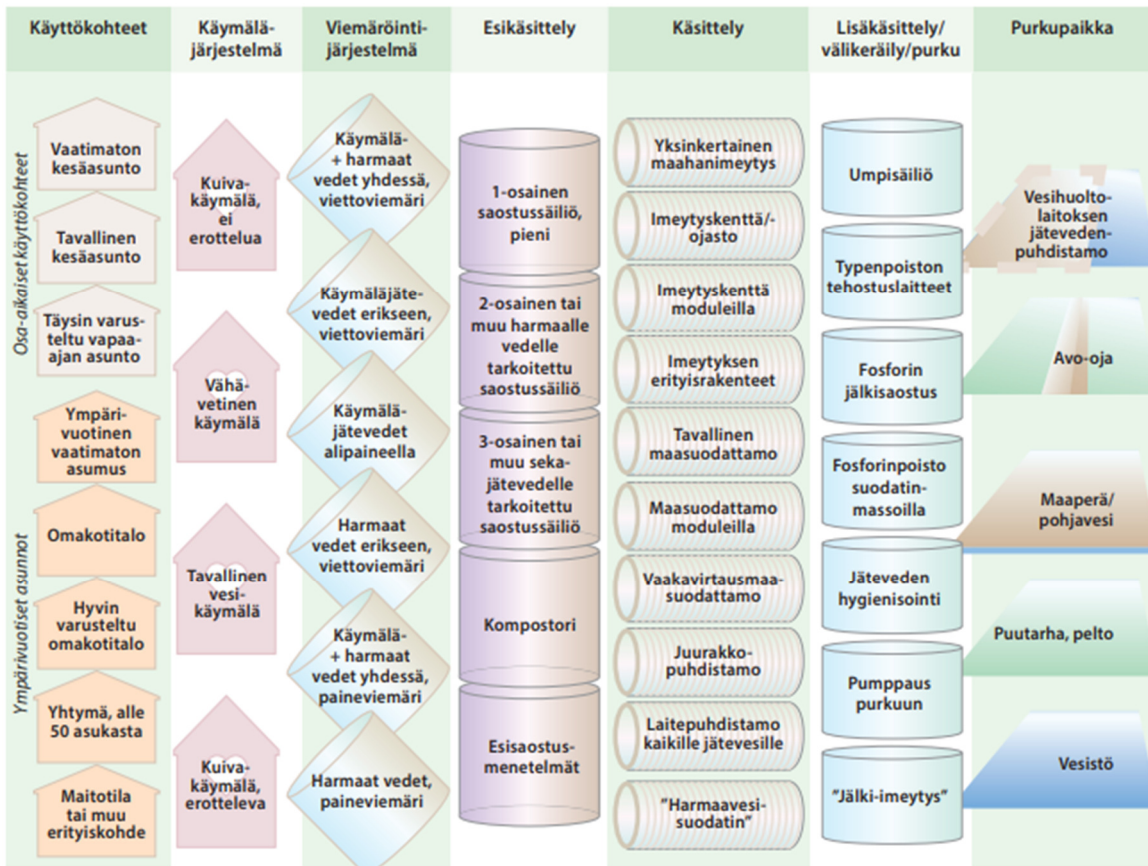 Käyttökohteet
Käymälä-
järjestelmä
Viemäröinti-
järjestelmä
Esikäsittely
Käsittely
Lisäkäsittely/
välikeräily/purku
Purkupaikka
Osa-aikaiset käyttökohteet
Vaatimaton
kesäasunto
Tavallinen
kesäasunto
Täysin varus-
teltu vapaa-
ajan asunto
Ympärivuotiset asunnot
Ympäri-
vuotinen
vaatimaton
asumus
Omakotitalo
Hyvin
varusteltu
omakotitalo
Yhtymä, alle
50 asukasta
Maitotila
tai muu
erityiskohde
Kuiva-
käymälä,
ei
erottelua
Vähä-
vetinen
käymälä
Tavallinen
vesi-
käymälä
Kuiva-
käymälä,
erotteleva
Käymälä-
+ harmaat
vedet yhdessä,
viettoviemäri
Käymäläjäte-
vedet erikseen,
viettoviemäri
Käymälä-
jätevedet
alipaineella
Harmaat
vedet erikseen,
viettoviemäri
Käymälä-
+ harmaat
vedet yhdessä,
paineviemäri
Harmaat vedet,
paineviemäri
1-osainen
saostussäiliö,
pieni
2-osainen tai
muu harmaalle
vedelle
tarkoitettu
saostussäiliö
3-osainen tai
muu seka-
jätevedelle
tarkoitettu
saostussäiliö
Kompostori
Esisaostus-
menetelmät
Yksinkertainen
maahanimeytys
Imeytyskenttä/-
ojasto
Imeytyskenttä
moduleilla
Imeytyksen
erityisrakenteet
Tavallinen
maasuodattamo
Maasuodattamo
moduleilla
Vaakavirtausmaa-
suodattamo
Juurakko-
puhdistamo
Laitepuhdistamo
kaikille jätevesille
"Harmaavesi-
suodatin"
Umpisäiliö
Typenpoiston
tehostuslaitteet
Fosforin
jälkisaostus
Fosforinpoisto
suodatin-
massoilla
Jäteveden
hygienisointi
Pumppaus
purkuun
"Jälki-imeytys"
Vesihuolto-
laitoksen
jäteveden-
puhdistamo
Avo-oja
Maaperä/
pohjavesi
Puutarha, pelto
Vesistö